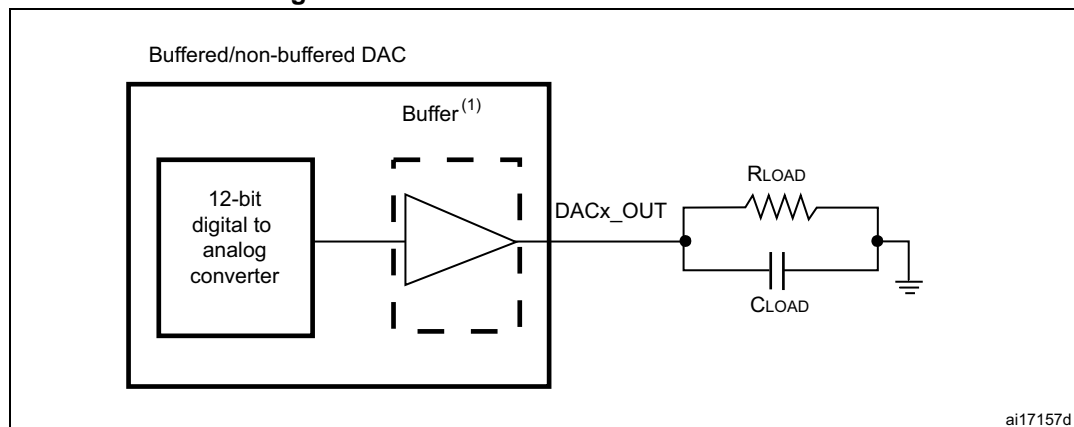 Buffered/non-buffered DAC
Buffer(1)
12-bit
digital to
analog
converter
DACx_OUT
RLOAD
CLOAD
ai17157d